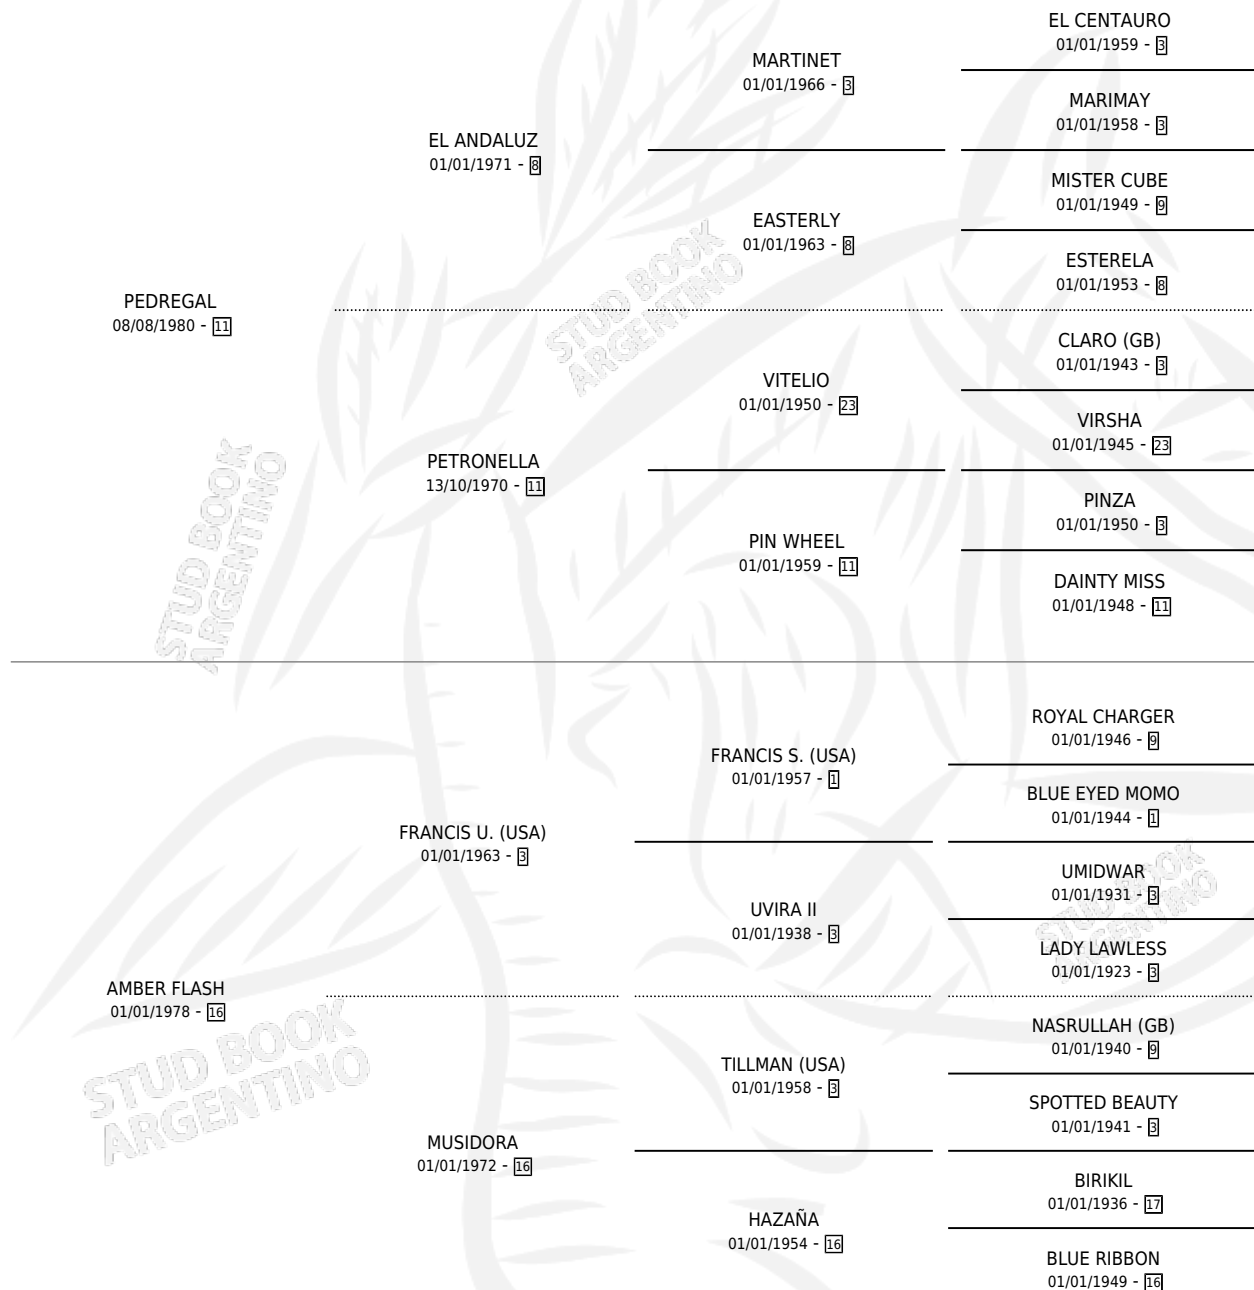 EL CENTAURO
01/01/1959 - 3
MARTINET
01/01/1966 - 3
MARIMAY
01/01/1958 - 3
EL ANDALUZ
01/01/1971 - 8
MISTER CUBE
01/01/1949 - 9
EASTERLY
01/01/1963 - 8
ESTERELA
01/01/1953 - 8
PEDREGAL
08/08/1980 - 11
CLARO (GB)
01/01/1943 - 3
VITELIO
01/01/1950 - 23
VIRSHA
01/01/1945 - 23
PETRONELLA
13/10/1970 - 11
PINZA
01/01/1950 - 3
PIN WHEEL
01/01/1959 - 11
DAINTY MISS
01/01/1948 - 11
ROYAL CHARGER
01/01/1946 - 9
FRANCIS S. (USA)
01/01/1957 - 1
BLUE EYED MOMO
01/01/1944 - 1
FRANCIS U. (USA)
01/01/1963 - 3
UMIDWAR
01/01/1931 - 3
UVIRA II
01/01/1938 - 3
LADY LAWLESS
01/01/1923 - 3
AMBER FLASH
01/01/1978 - 16
NASRULLAH (GB)
01/01/1940 - 9
TILLMAN (USA)
01/01/1958 - 3
SPOTTED BEAUTY
01/01/1941 - 3
MUSIDORA
01/01/1972 - 16
BIRIKIL
01/01/1936 - 17
HAZAÑA
01/01/1954 - 16
BLUE RIBBON
01/01/1949 - 16
STUD BOOK
ARGENTINO
STUD BOOK
ARGENTINO
STUD BOOK
ARGENTINO
STUD BOOK
ARGENTINO